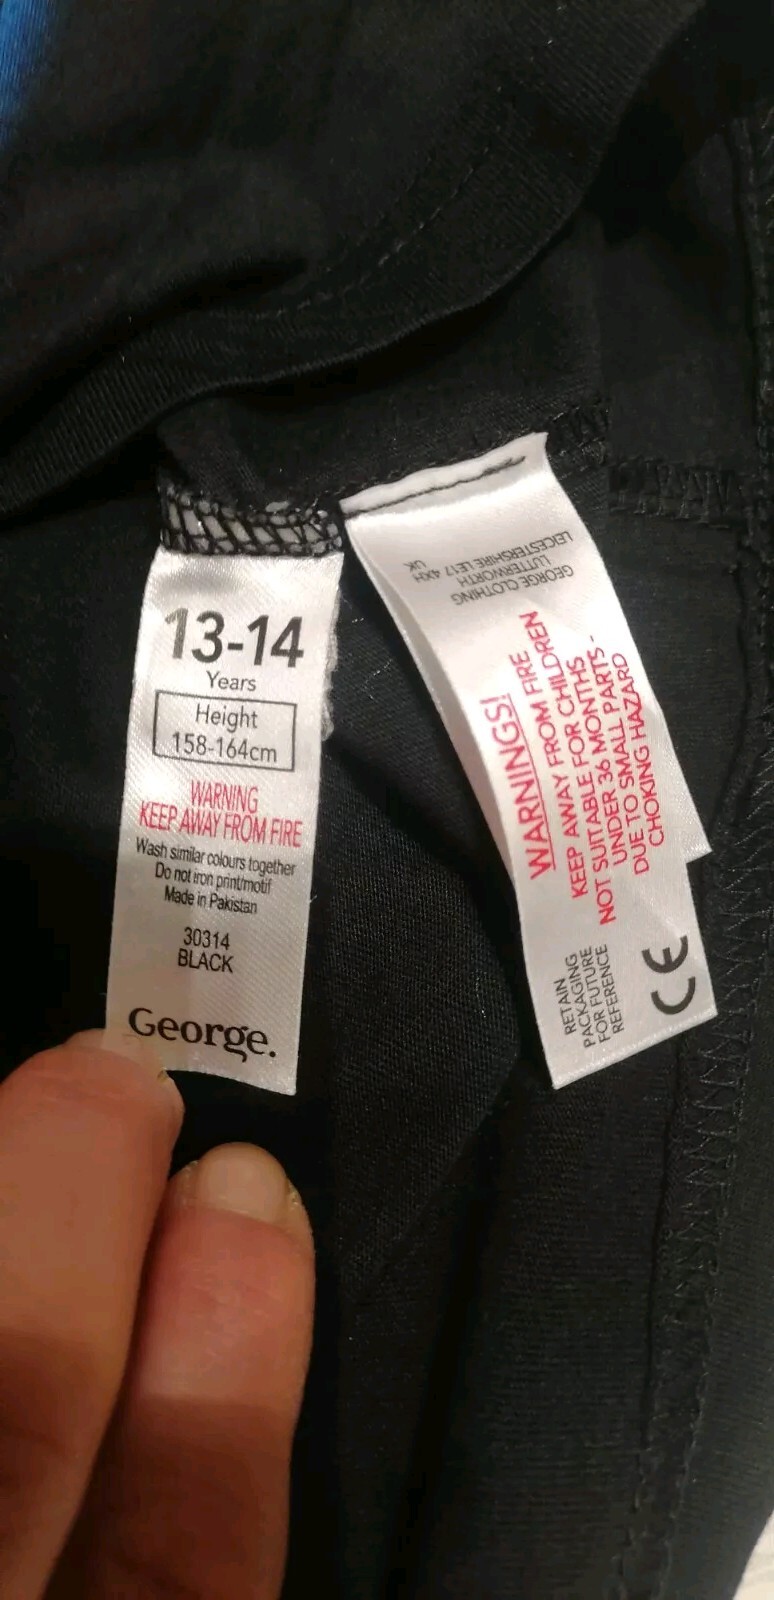 13-14
Years
Height
158-164cm
WARNING
KEEP AWAY FROM FIRE
Wash similar colours together
Do not iron print/motif
Made in Pakistan
30314
BLACK
George.
GEORGE CLOTHING
LUTTERWORTH
LEICESTERSHIRE LE17 4XH
UK
WARNINGS!
KEEP AWAY FROM FIRE
KEEP AWAY FROM CHILDREN
NOT SUITABLE FOR CHS
UNDER 36 MONTHS -
DUE TO SMALL PARTS -
CHOKING HAZARD
RETAIN
PACKAGING
FOR FUTURE
REFERENCE
CE